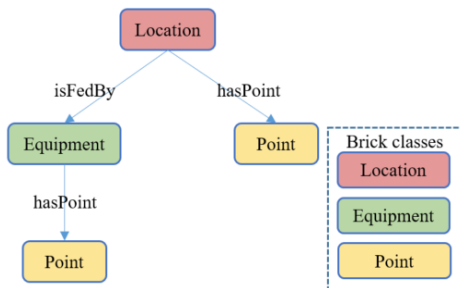 Location
isFedBy
hasPoint
Equipment
Point
hasPoint
Point
Brick classes
Location
Equipment
Point